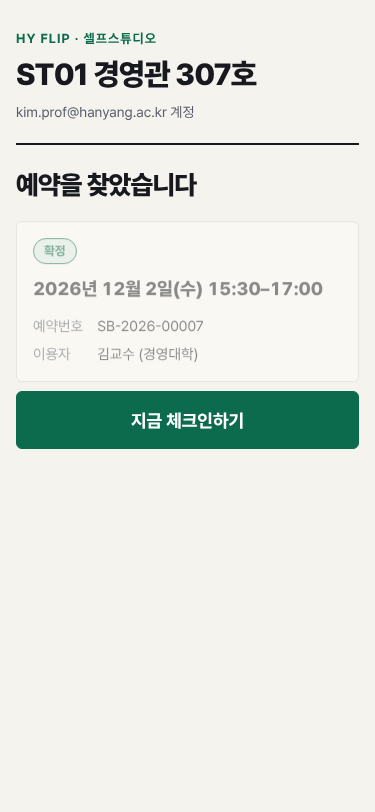 HY FLIP · 셀프스튜디오
ST01 경영관 307호
kim.prof@hanyang.ac.kr 계정
예약을 찾았습니다
확정
2026년 12월 2일(수) 15:30–17:00
예약번호 SB-2026-00007
이용자 김교수 (경영대학)
지금 체크인하기